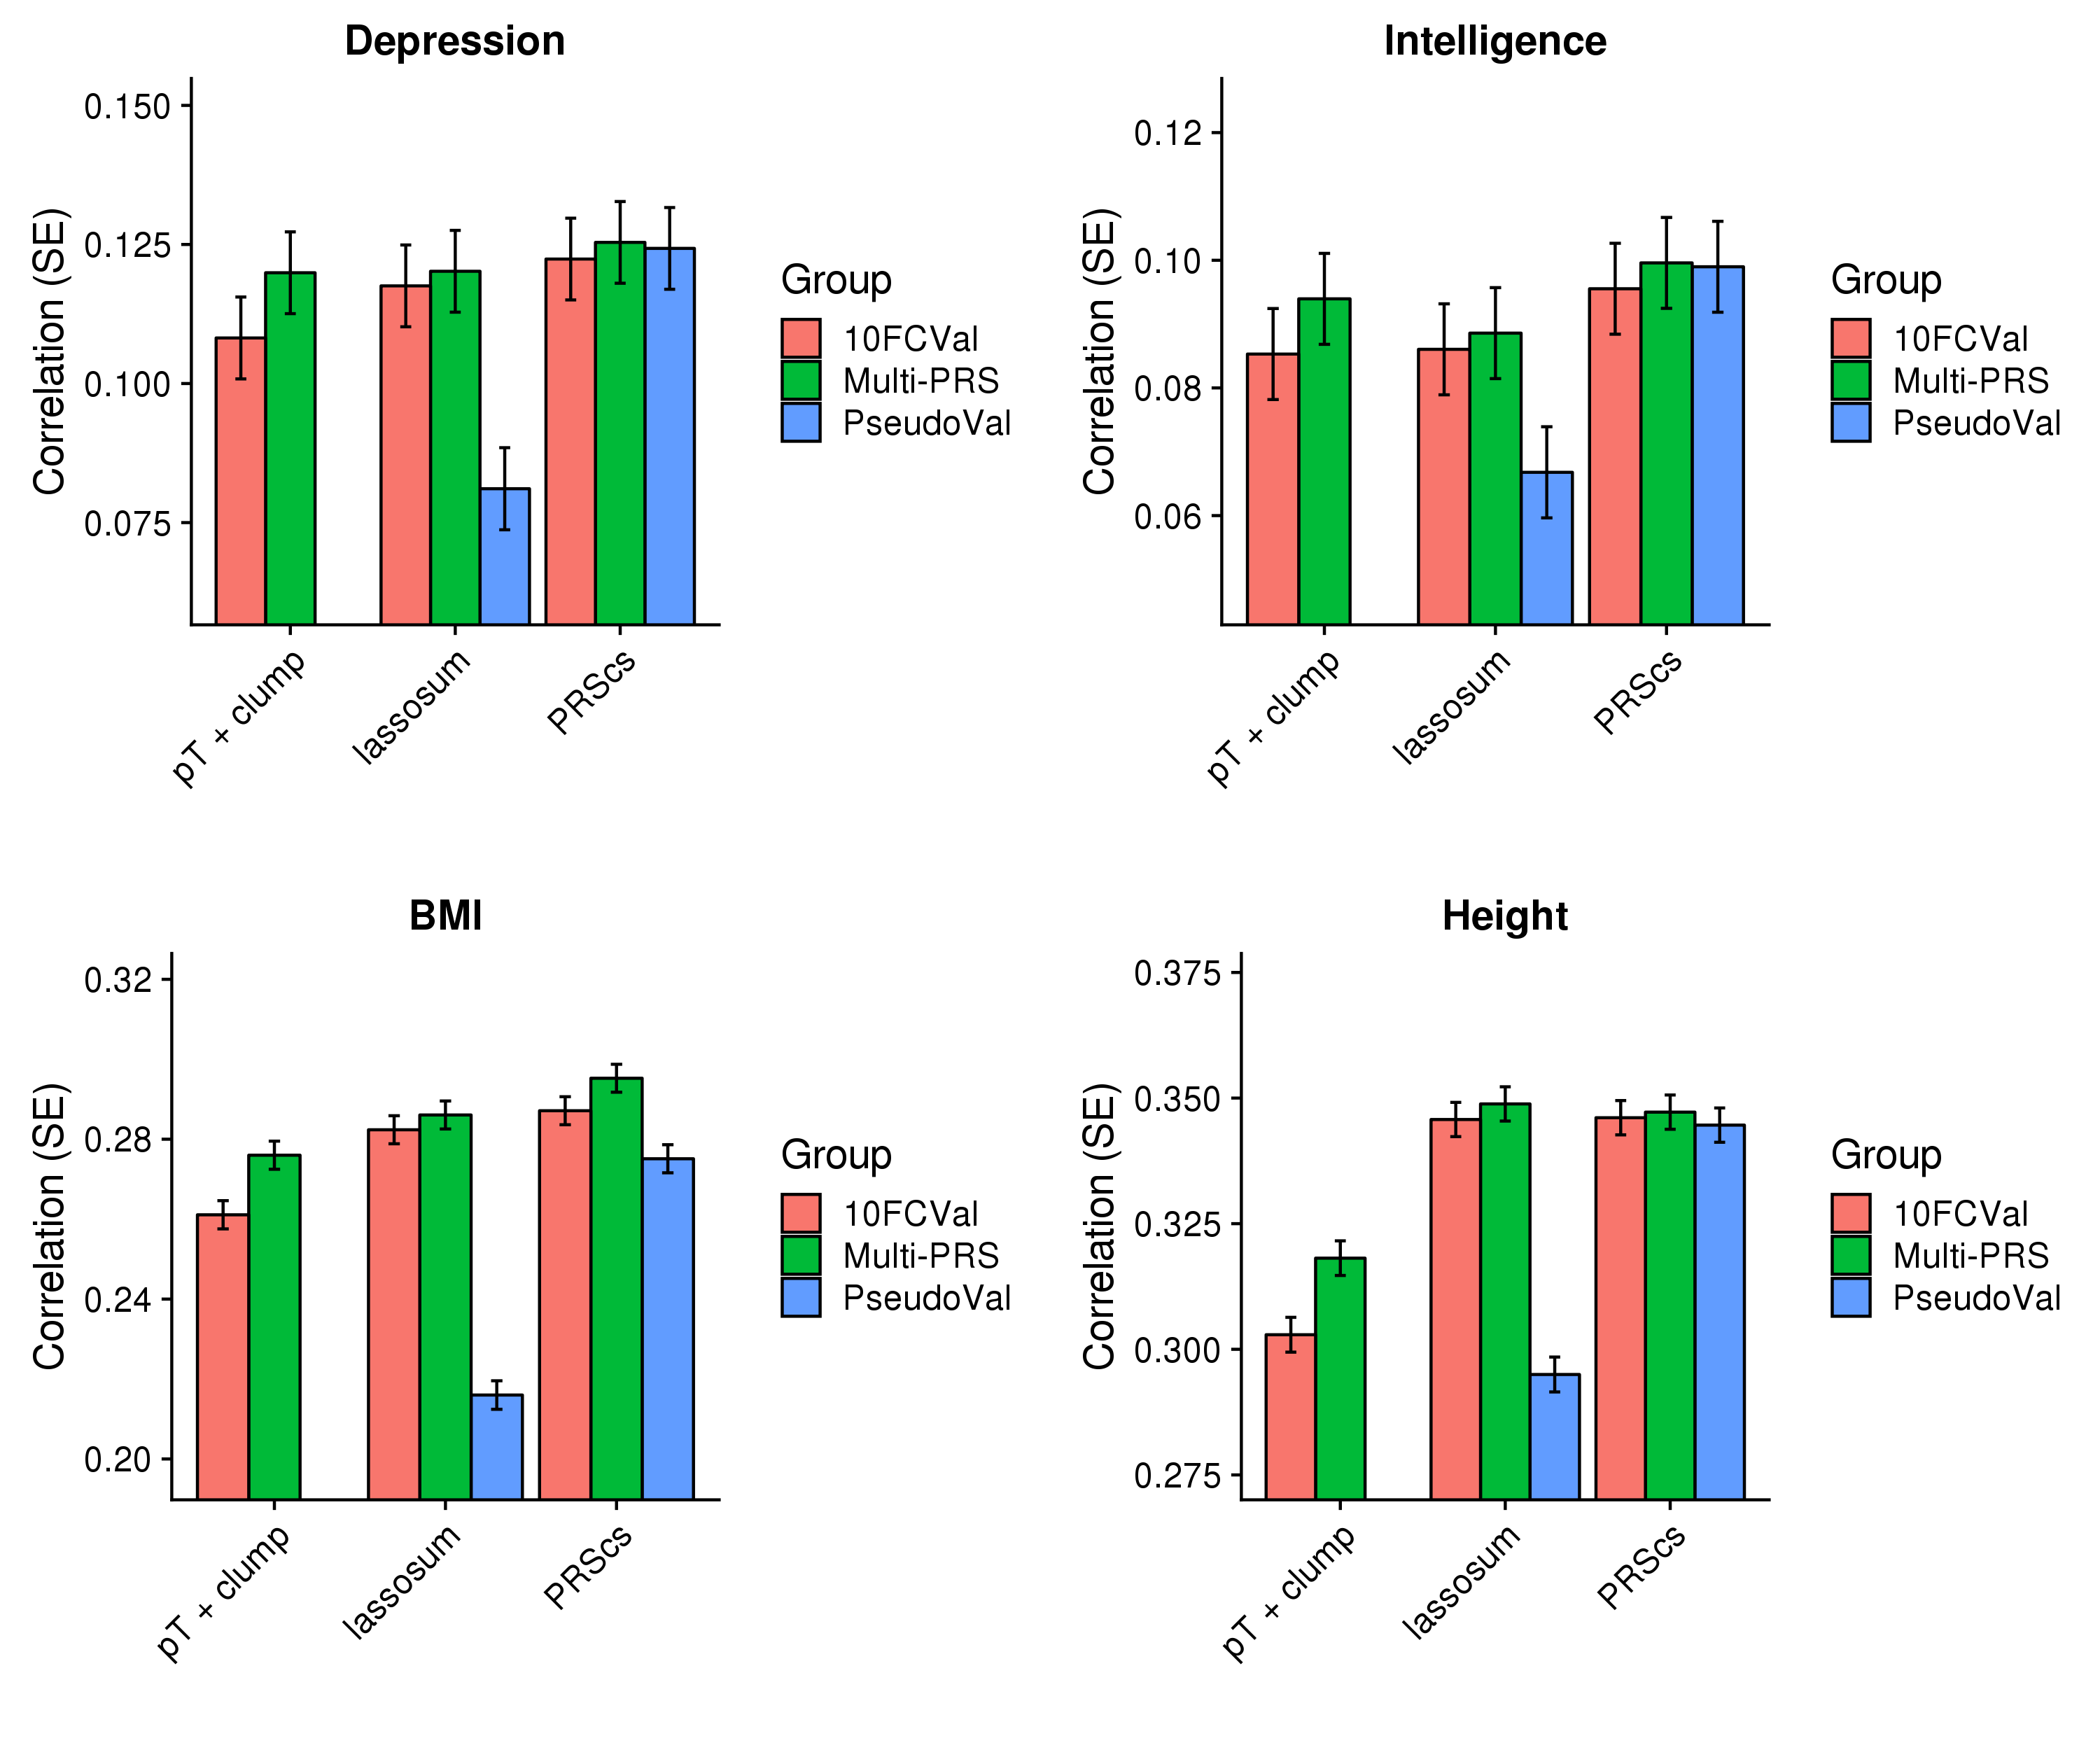 Depression
Correlation (SE)
0.150
0.125
0.100
0.075
pT + clump
lassosum
PRScs
Group
10FCVal
Multi-PRS
PseudoVal
Intelligence
Correlation (SE)
0.12
0.10
0.08
0.06
pT + clump
lassosum
PRScs
Group
10FCVal
Multi-PRS
PseudoVal
BMI
Correlation (SE)
0.32
0.28
0.24
0.20
pT + clump
lassosum
PRScs
Group
10FCVal
Multi-PRS
PseudoVal
Height
Correlation (SE)
0.375
0.350
0.325
0.300
0.275
pT + clump
lassosum
PRScs
Group
10FCVal
Multi-PRS
PseudoVal